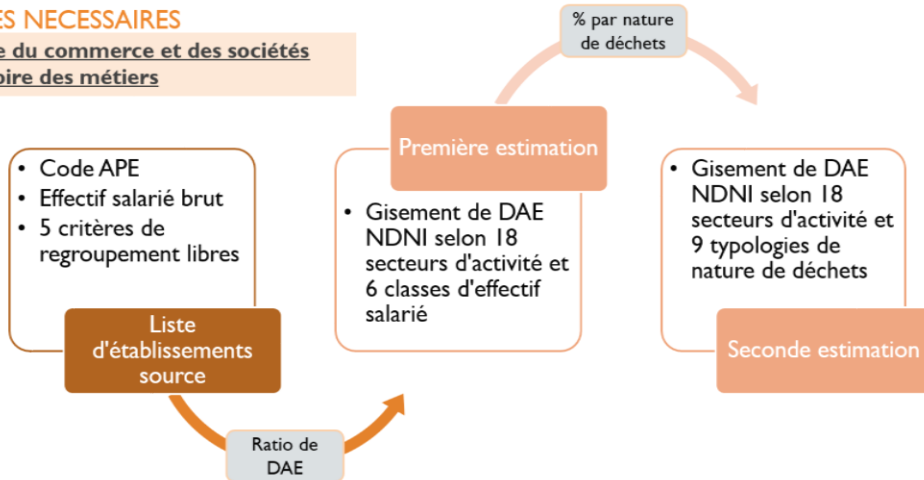 ES NECESSAIRES
e du commerce et des sociétés
oire des métiers
% par nature
de déchets
• Code APE
• Effectif salarié brut
• 5 critères de
regroupement libres
Liste
d'établissements
source
Ratio de
DAE
Première estimation
• Gisement de DAE
NDNI selon 18
secteurs d'activité et
6 classes d'effectif
salarié
• Gisement de DAE
NDNI selon 18
secteurs d'activité et
9 typologies de
nature de déchets
Seconde estimation